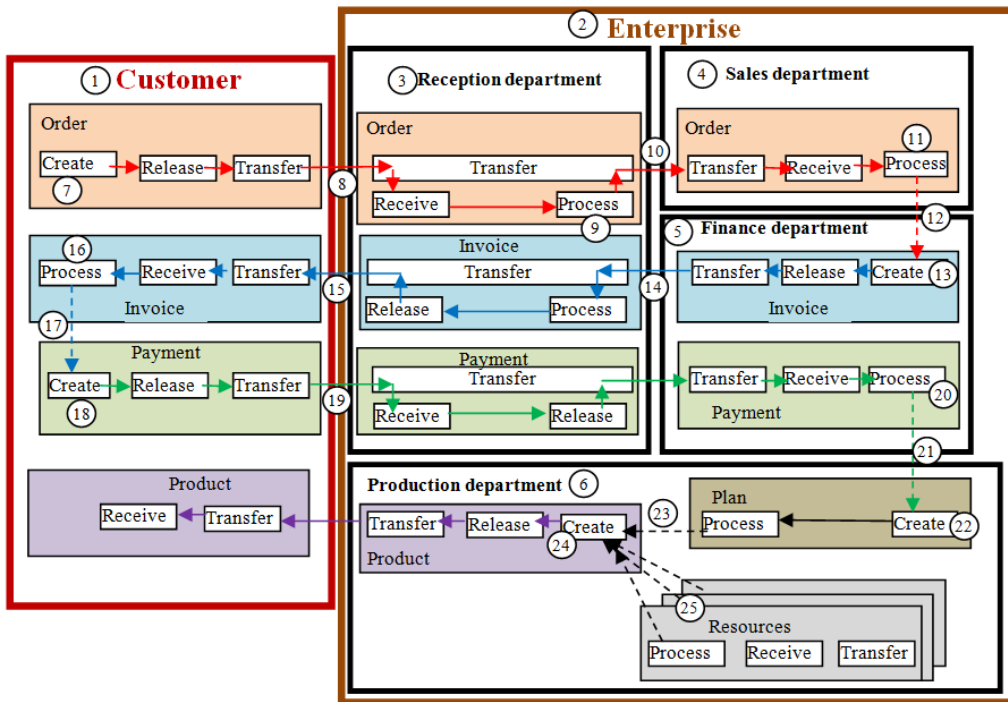 2 Enterprise
1 Customer
3 Reception department
4 Sales department
Order
Create Release Transfer
7
8
Order
Transfer
Receive Process
9
10
Order
Transfer Receive Process
11
12
5 Finance department
Transfer Release Create
13
Invoice
14
Invoice
Transfer
Release Process
15
16
Process Receive Transfer
Invoice
17
Payment
Create Release Transfer
18
19
Payment
Transfer
Receive Release
Transfer Receive Process
20
Payment
21
Product
Receive Transfer
Production department 6
Transfer Release Create
24
Product
23
Plan
Process Create 22
25
Resources
Process Receive Transfer